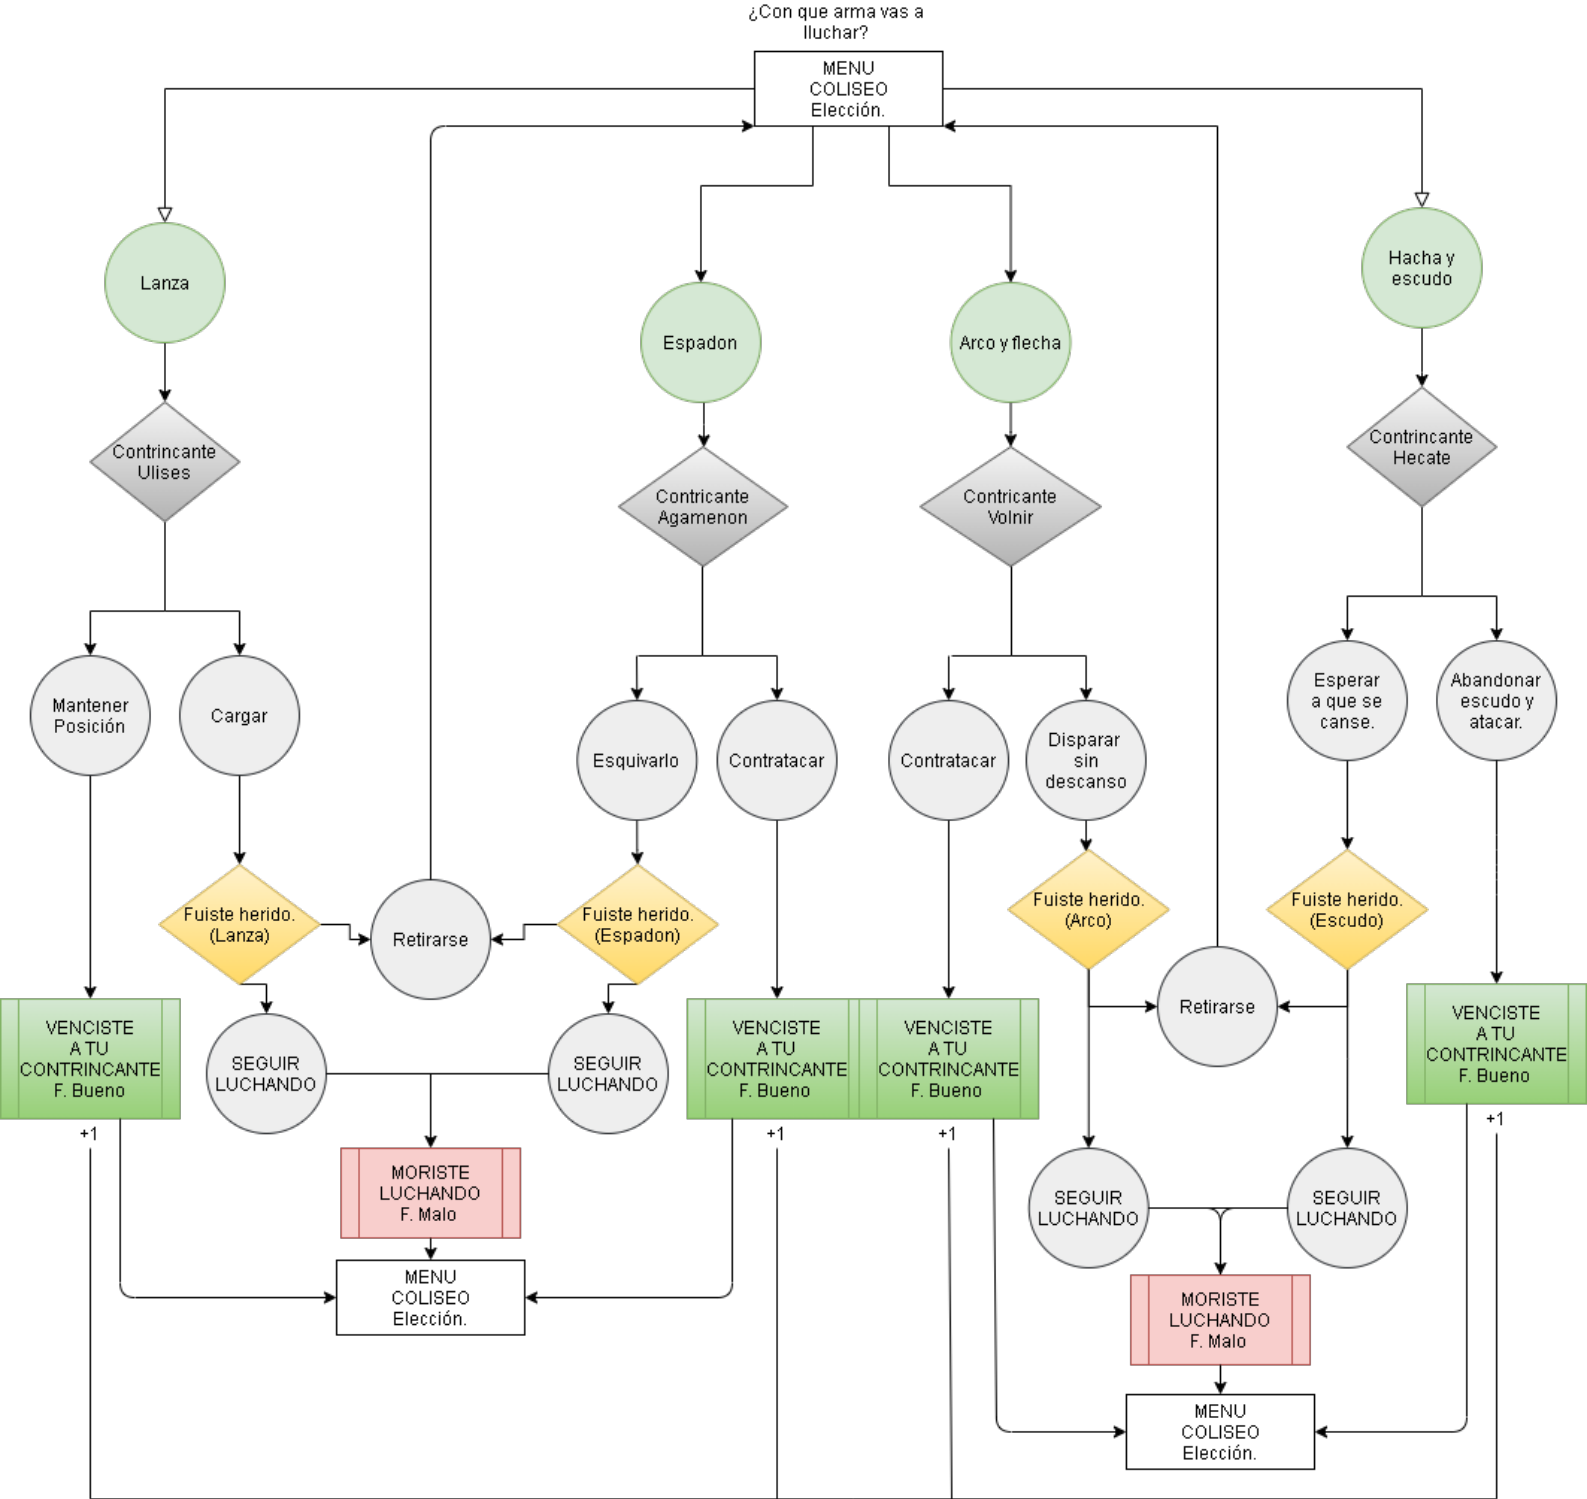 ¿Con que arma vas a
lluchar?
MENU
COLISEO
Elección.
Lanza
Espadon
Arco y flecha
Hacha y
escudo
Contrincante
Ulises
Contricante
Agamenon
Contricante
Volnir
Contrincante
Hecate
Mantener
Posición
Cargar
Esquivarlo
Contratacar
Contratacar
Disparar
sin
descanso
Esperar
a que se
canse.
Abandonar
escudo y
atacar.
Fuiste herido.
(Lanza)
Retirarse
Fuiste herido.
(Espadon)
Fuiste herido.
(Arco)
Fuiste herido.
(Escudo)
Retirarse
VENCISTE
A TU
CONTRINCANTE
F. Bueno
+1
SEGUIR
LUCHANDO
SEGUIR
LUCHANDO
VENCISTE
A TU
CONTRINCANTE
F. Bueno
+1
VENCISTE
A TU
CONTRINCANTE
F. Bueno
+1
VENCISTE
A TU
CONTRINCANTE
F. Bueno
+1
MORISTE
LUCHANDO
F. Malo
MENU
COLISEO
Elección.
SEGUIR
LUCHANDO
SEGUIR
LUCHANDO
MORISTE
LUCHANDO
F. Malo
MENU
COLISEO
Elección.